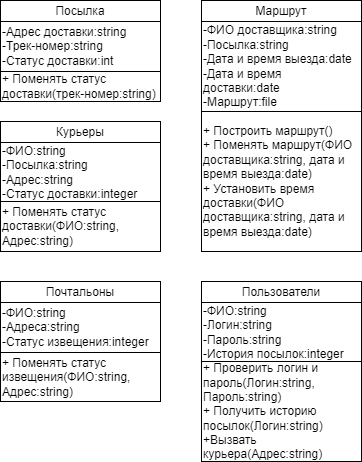 Посылка
-Адрес доставки:string
-Трек-номер:string
-Статус доставки:int
+ Поменять статус
доставки(трек-номер:string)
Маршрут
-ФИО доставщика:string
-Посылка:string
-Дата и время выезда:date
-Дата и время
доставки:date
-Маршрут:file
+ Построить маршрут()
+ Поменять маршрут(ФИО
доставщика:string, дата и
время выезда:date)
+ Установить время
доставки(ФИО
доставщика:string, дата и
время выезда:date)
Курьеры
-ФИО:string
-Посылка:string
-Адрес:string
-Статус доставки:integer
+ Поменять статус
доставки(ФИО:string,
Адрес:string)
Почтальоны
-ФИО:string
-Адреса:string
-Статус извещения:integer
+ Поменять статус
извещения(ФИО:string,
Адрес:string)
Пользователи
-ФИО:string
-Логин:string
-Пароль:string
-История посылок:integer
+ Проверить логин и
пароль(Логин:string,
Пароль:string)
+ Получить историю
посылок(Логин:string)
+Вызвать
курьера(Адрес:string)